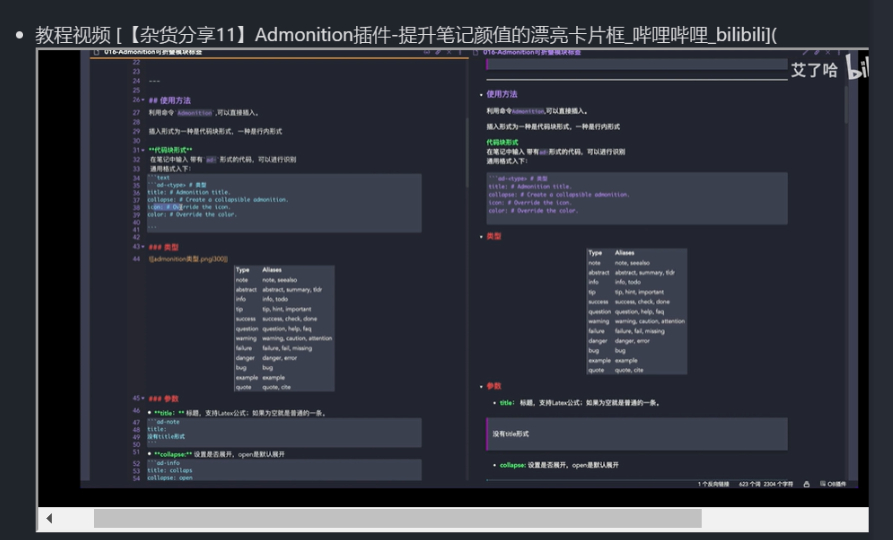 教程视频 [【杂货分享11】Admonition插件-提升笔记颜值的漂亮卡片框_哔哩哔哩_bilibili](
016-Admonition可折叠模块标签
016-Admonition可折叠模块标签
艾了哈 bil
22
23
24 ---
25
26 ## 使用方法
27 利用命令 Admonition ,可以直接插入。
28
29 插入形式为一种是代码块形式，一种是行内形式
30
31 **代码块形式**
32 在笔记中输入 带有 ad- 形式的代码，可以进行识别
33 通用格式入下：
34 ```text
35 ```ad-<type> # 类型
36 title: # Admonition title.
37 collapse: # Create a collapsible admonition.
38 icon: # Override the icon.
39 color: # Override the color.
40
41 ```
42
43 ### 类型
44 ![[admonition类型.png|300]]
Type Aliases
note note, seealso
abstract abstract, summary, tldr
info info, todo
tip tip, hint, important
success success, check, done
question question, help, faq
warning warning, caution, attention
failure failure, fail, missing
danger danger, error
bug bug
example example
quote quote, cite
45 ### 参数
46 • **title：** 标题，支持Latex公式；如果为空就是普通的一条。
47 ```ad-note
48 title:
49 没有title形式
50 ```
51 • **collapse:** 设置是否展开，open是默认展开
52 ```ad-info
53 title: collaps
54 collapse: open
使用方法
利用命令Admonition,可以直接插入。
插入形式为一种是代码块形式，一种是行内形式
代码块形式
在笔记中输入 带有ad-形式的代码，可以进行识别
通用格式入下：
```ad-<type> # 类型
title: # Admonition title.
collapse: # Create a collapsible admonition.
icon: # Override the icon.
color: # Override the color.
类型
Type Aliases
note note, seealso
abstract abstract, summary, tldr
info info, todo
tip tip, hint, important
success success, check, done
question question, help, faq
warning warning, caution, attention
failure failure, fail, missing
danger danger, error
bug bug
example example
quote quote, cite
参数
title： 标题，支持Latex公式；如果为空就是普通的一条。
没有title形式
collapse: 设置是否展开，open是默认展开
1 个反向链接 623 个词 2304 个字符 OB插件